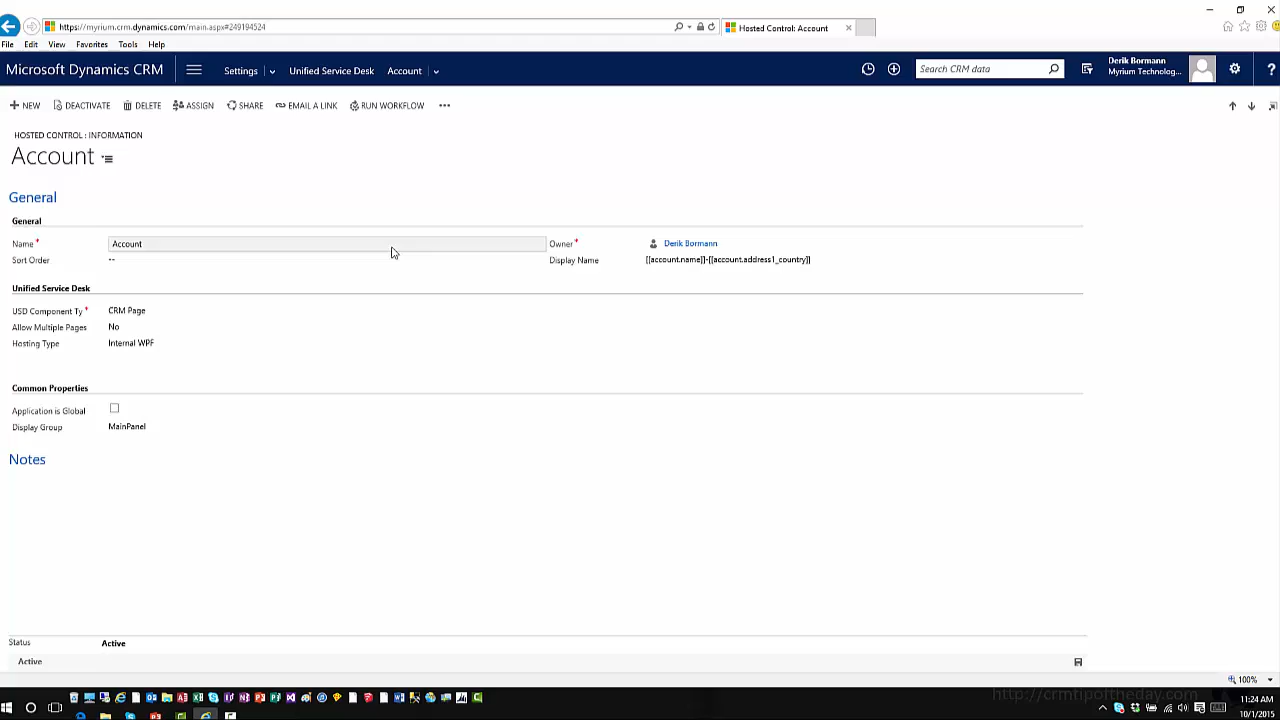 https://myrium.crm.dynamics.com/main.aspx#249194524
Hosted Control: Account
File Edit View Favorites Tools Help
Microsoft Dynamics CRM Settings Unified Service Desk Account Search CRM data Derik Bormann
Myrium Technolog...
NEW DEACTIVATE DELETE ASSIGN SHARE EMAIL A LINK RUN WORKFLOW •••
HOSTED CONTROL : INFORMATION
Account
General
General
Name * Account Owner * Derik Bormann
Sort Order -- Display Name [[account.name]]-[[account.address1_country]]
Unified Service Desk
USD Component Ty * CRM Page
Allow Multiple Pages No
Hosting Type Internal WPF
Common Properties
Application is Global
Display Group MainPanel
Notes
Status Active
Active
100%
http://crmtipoftheday.com
11:24 AM
10/1/2015